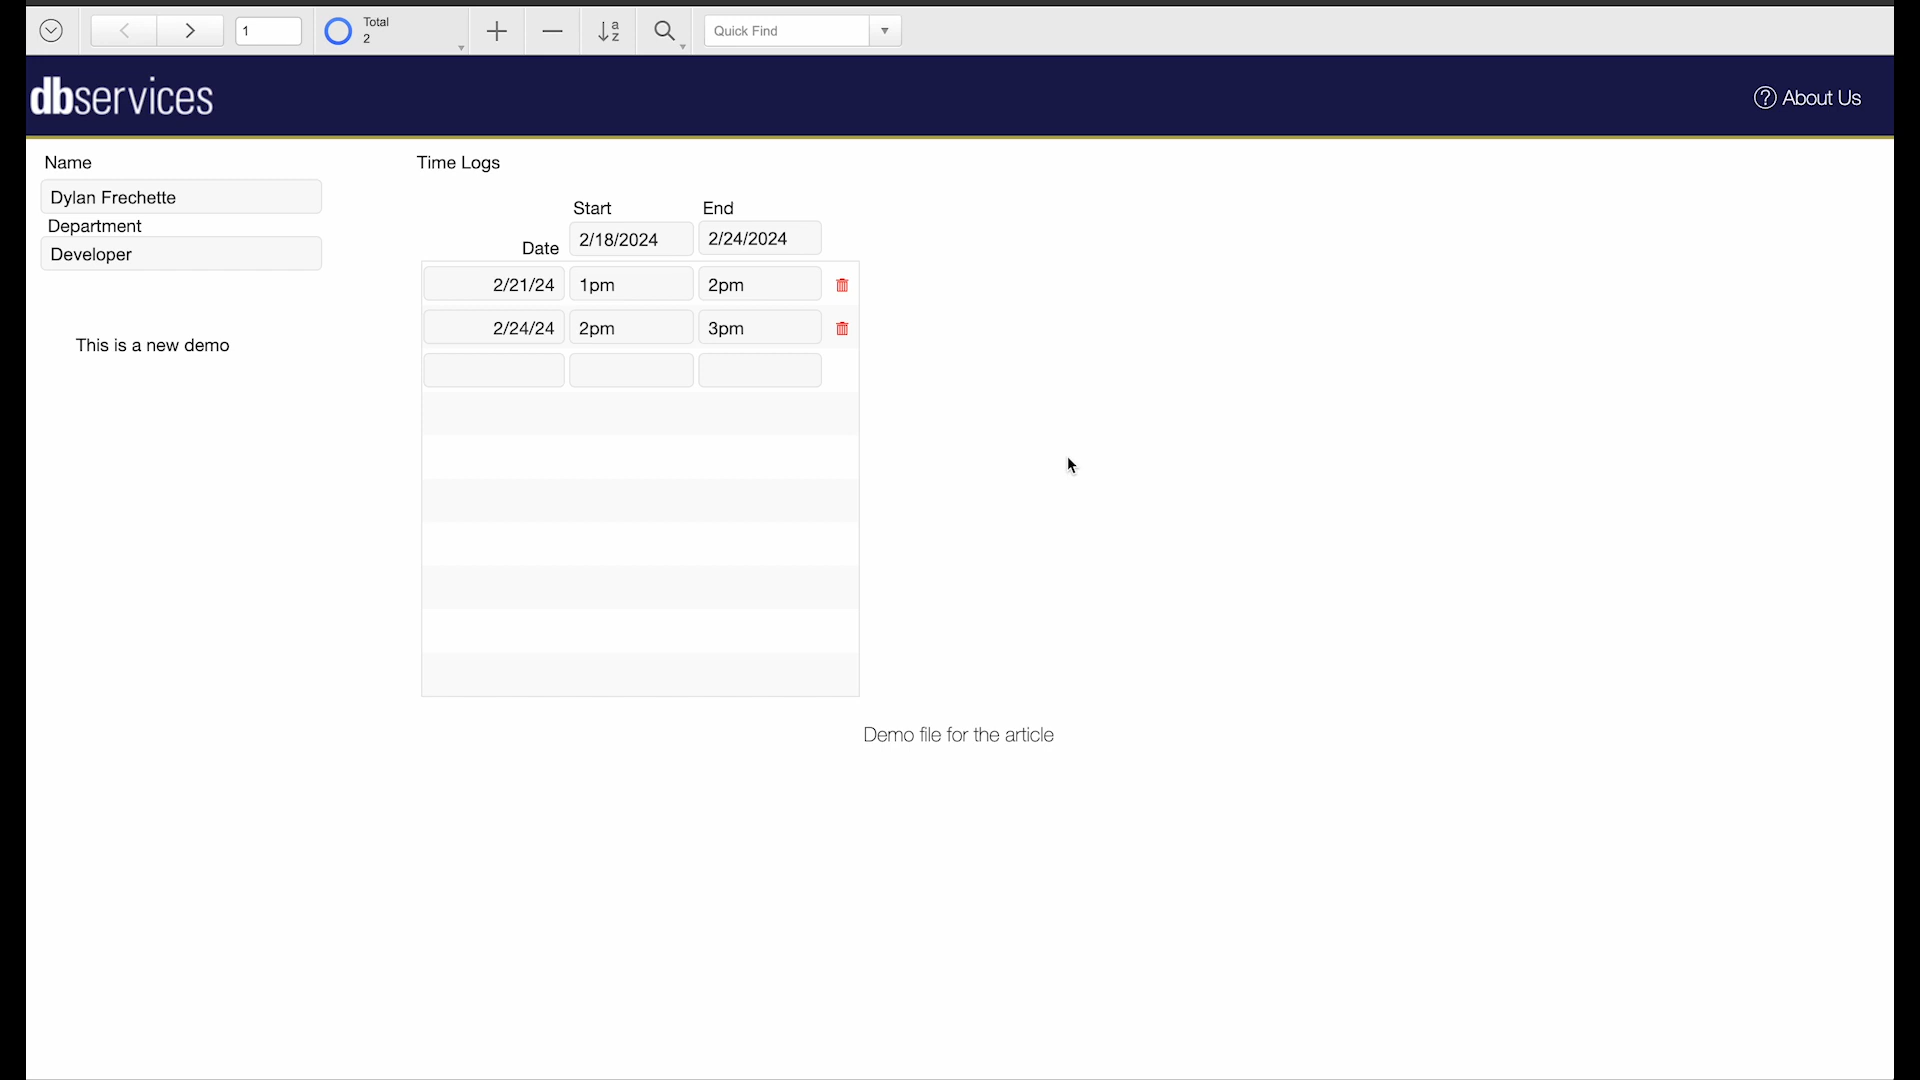 1
Total
2
a
z
Quick Find
dbservices
? About Us
Name
Dylan Frechette
Department
Developer
This is a new demo
Time Logs
Start End
Date 2/18/2024 2/24/2024
2/21/24 1pm 2pm
2/24/24 2pm 3pm
Demo file for the article